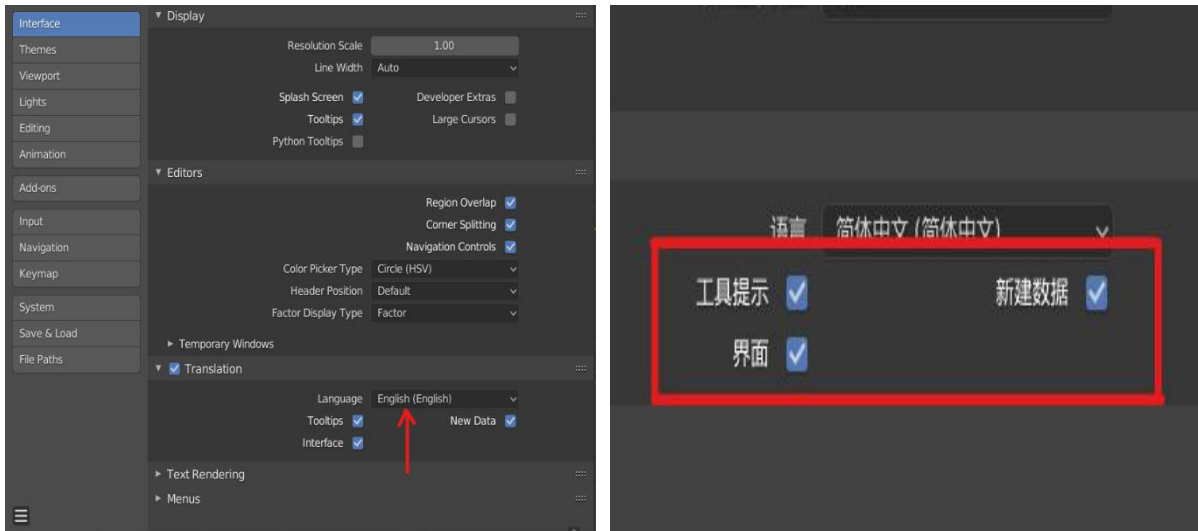 Interface
Themes
Viewport
Lights
Editing
Animation
Add-ons
Input
Navigation
Keymap
System
Save & Load
File Paths
Display
Resolution Scale 1.00
Line Width Auto
Splash Screen Developer Extras
Tooltips Large Cursors
Python Tooltips
Editors
Region Overlap
Corner Splitting
Navigation Controls
Color Picker Type Circle (HSV)
Header Position Default
Factor Display Type Factor
Temporary Windows
Translation
Language English (English)
Tooltips New Data
Interface
Text Rendering
Menus
语言 简体中文 (简体中文)
工具提示 新建数据
界面